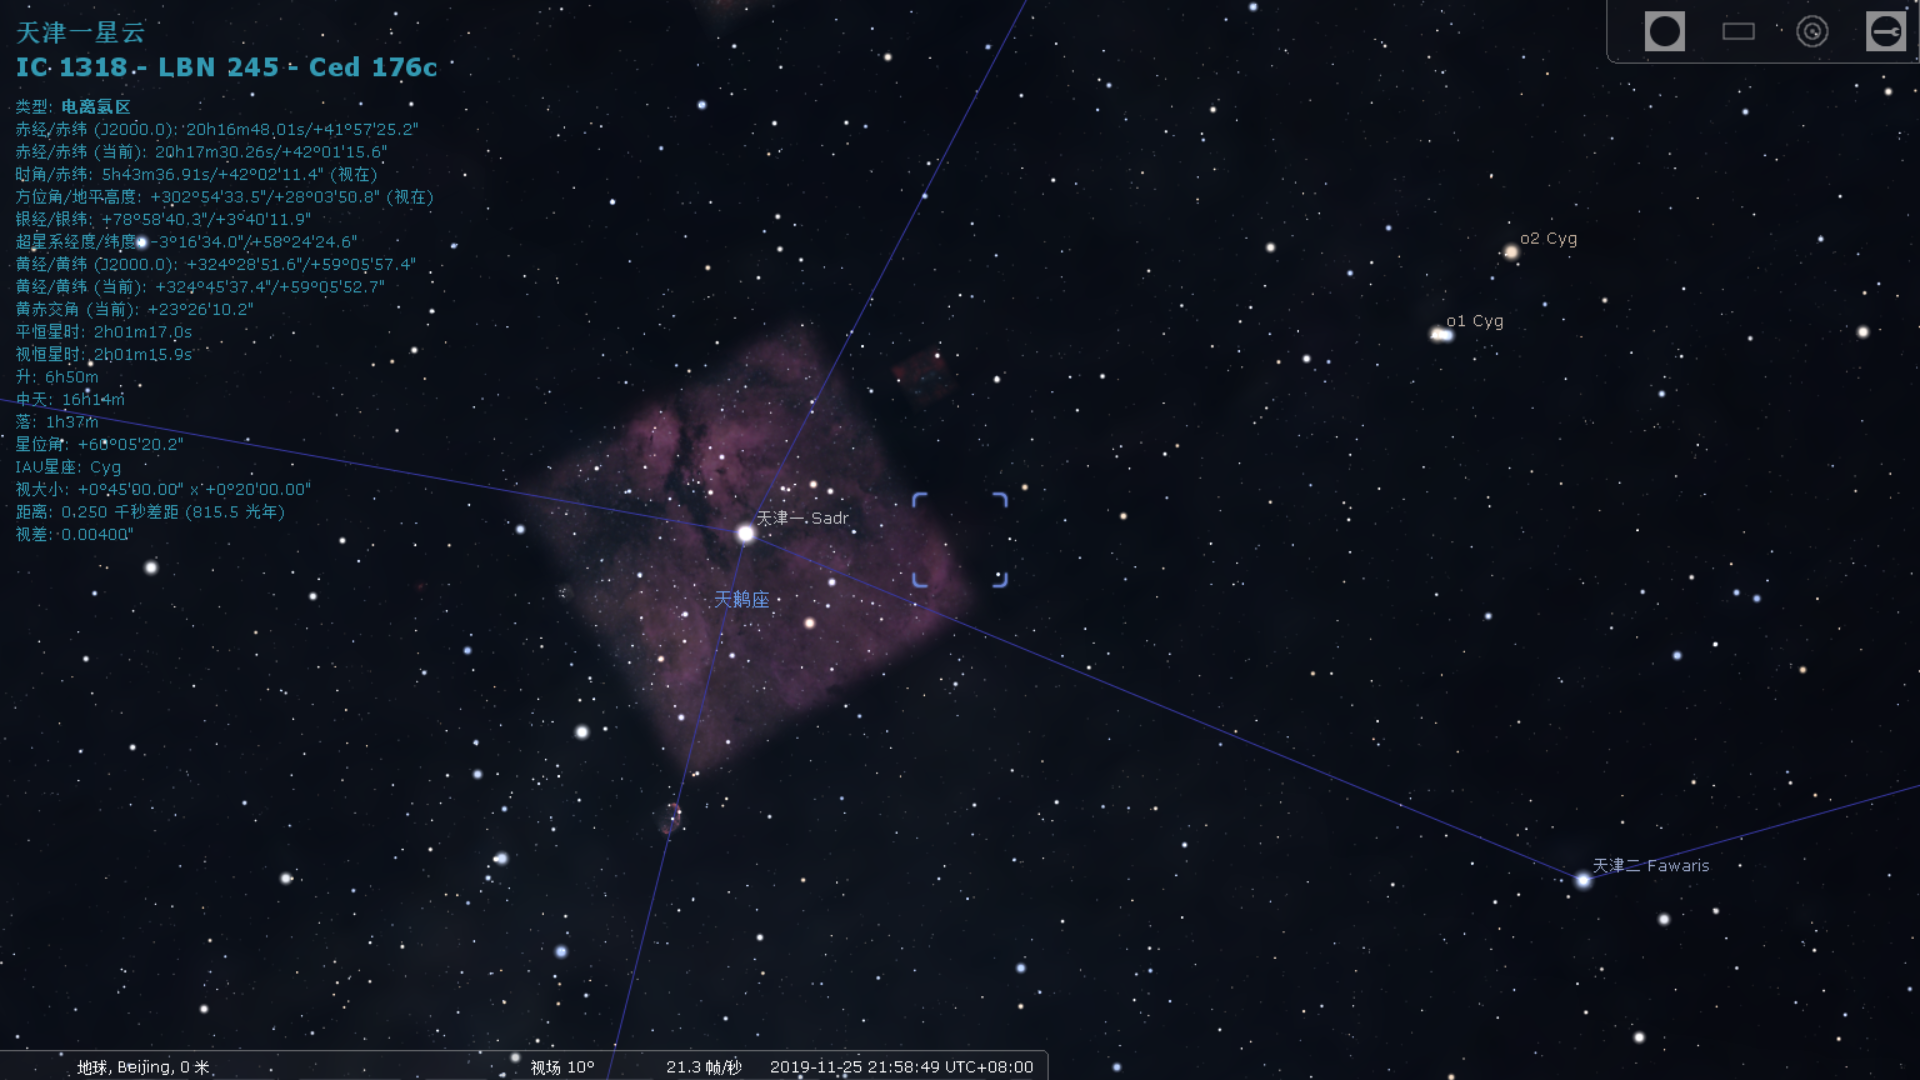 天津一星云
IC 1318 - LBN 245 - Ced 176c
类型: 电离氢区
赤经/赤纬 (J2000.0): 20h16m48.01s/+41°57'25.2"
赤经/赤纬 (当前): 20h17m30.26s/+42°01'15.6"
时角/赤纬: 5h43m36.91s/+42°02'11.4" (视在)
方位角/地平高度: +302°54'33.5"/+28°03'50.8" (视在)
银经/银纬: +78°58'40.3"/+3°40'11.9"
超星系经度/纬度: -3°16'34.0"/+58°24'24.6"
黄经/黄纬 (J2000.0): +324°28'51.6"/+59°05'57.4"
黄经/黄纬 (当前): +324°45'37.4"/+59°05'52.7"
黄赤交角 (当前): +23°26'10.2"
平恒星时: 2h01m17.0s
视恒星时: 2h01m15.9s
升: 6h50m
中天: 16h14m
落: 1h37m
星位角: +60°05'20.2"
IAU星座: Cyg
视大小: +0°45'00.00" x +0°20'00.00"
距离: 0.250 千秒差距 (815.5 光年)
视差: 0.00400"
o2 Cyg
o1 Cyg
天津一 Sadr
天鹅座
天津二 Fawaris
地球, Beijing, 0 米
视场 10°
21.3 帧/秒
2019-11-25 21:58:49 UTC+08:00